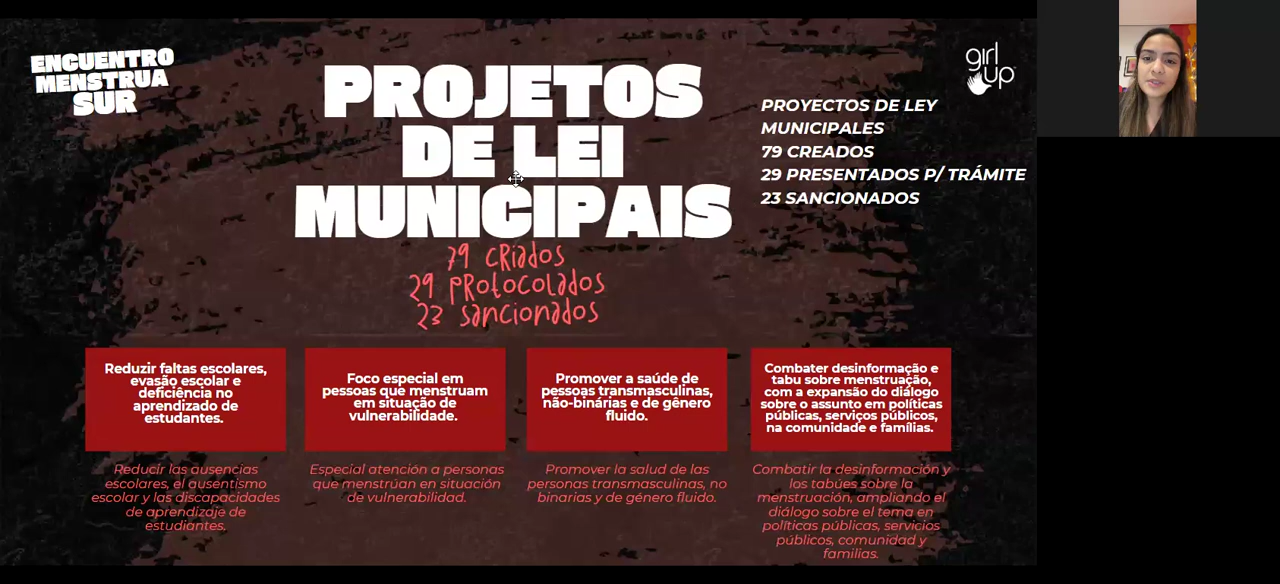 ENCUENTRO
MENSTRUA
SUR
PROJETOS
DE LEI
MUNICIPAIS
79 CRIADOS
29 PROTOCOLADOS
23 SANCIONADOS
girl
up
PROYECTOS DE LEY
MUNICIPALES
79 CREADOS
29 PRESENTADOS P/ TRÁMITE
23 SANCIONADOS
Reduzir faltas escolares,
evasão escolar e
deficiência no
aprendizado de
estudantes.
Reducir las ausencias
escolares, el ausentismo
escolar y las discapacidades
de aprendizaje de
estudiantes.
Foco especial em
pessoas que menstruam
em situação de
vulnerabilidade.
Especial atención a personas
que menstrúan en situación
de vulnerabilidad.
Promover a saúde de
pessoas transmasculinas,
não-binárias e de gênero
fluido.
Promover la salud de las
personas transmasculinas, no
binarias y de género fluido.
Combater desinformação e
tabu sobre menstruação,
com a expansão do diálogo
sobre o assunto em políticas
públicas, serviços públicos,
na comunidade e famílias.
Combatir la desinformación y
los tabúes sobre la
menstruación, ampliando el
diálogo sobre el tema en
políticas públicas, servicios
públicos, comunidad y
familias.